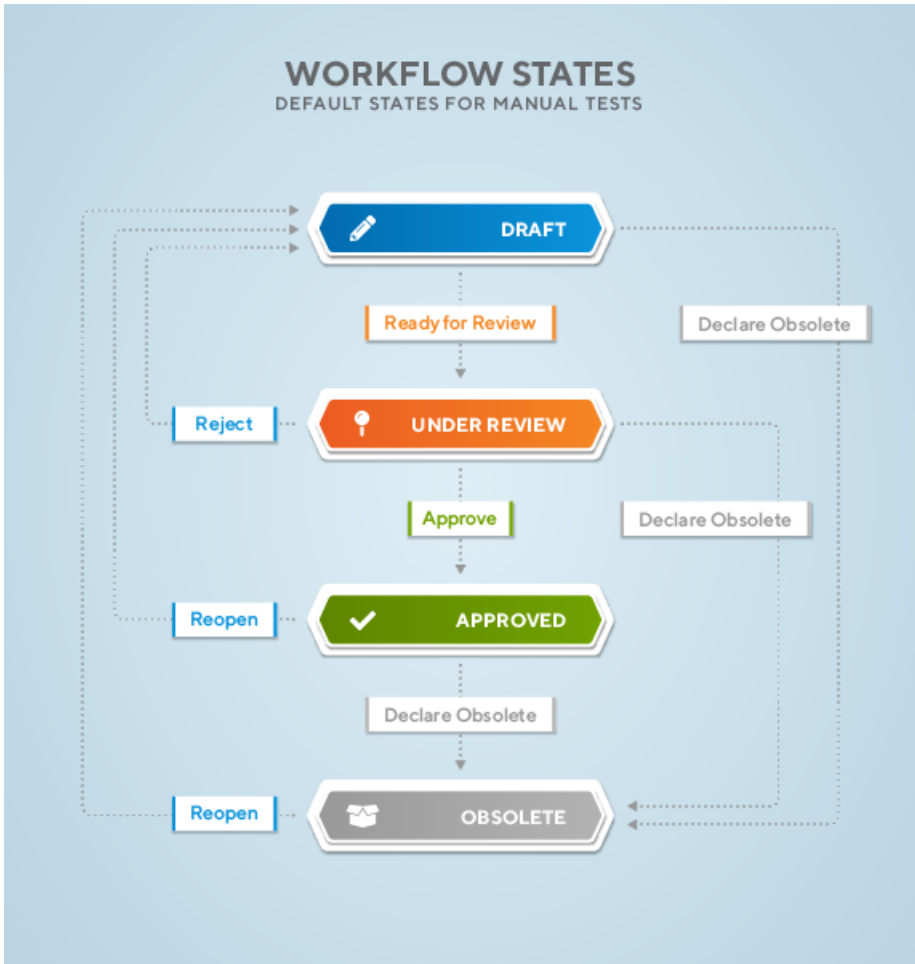 WORKFLOW STATES
DEFAULT STATES FOR MANUAL TESTS
DRAFT
Ready for Review
Declare Obsolete
Reject
UNDER REVIEW
Approve
Declare Obsolete
Reopen
APPROVED
Declare Obsolete
Reopen
OBSOLETE